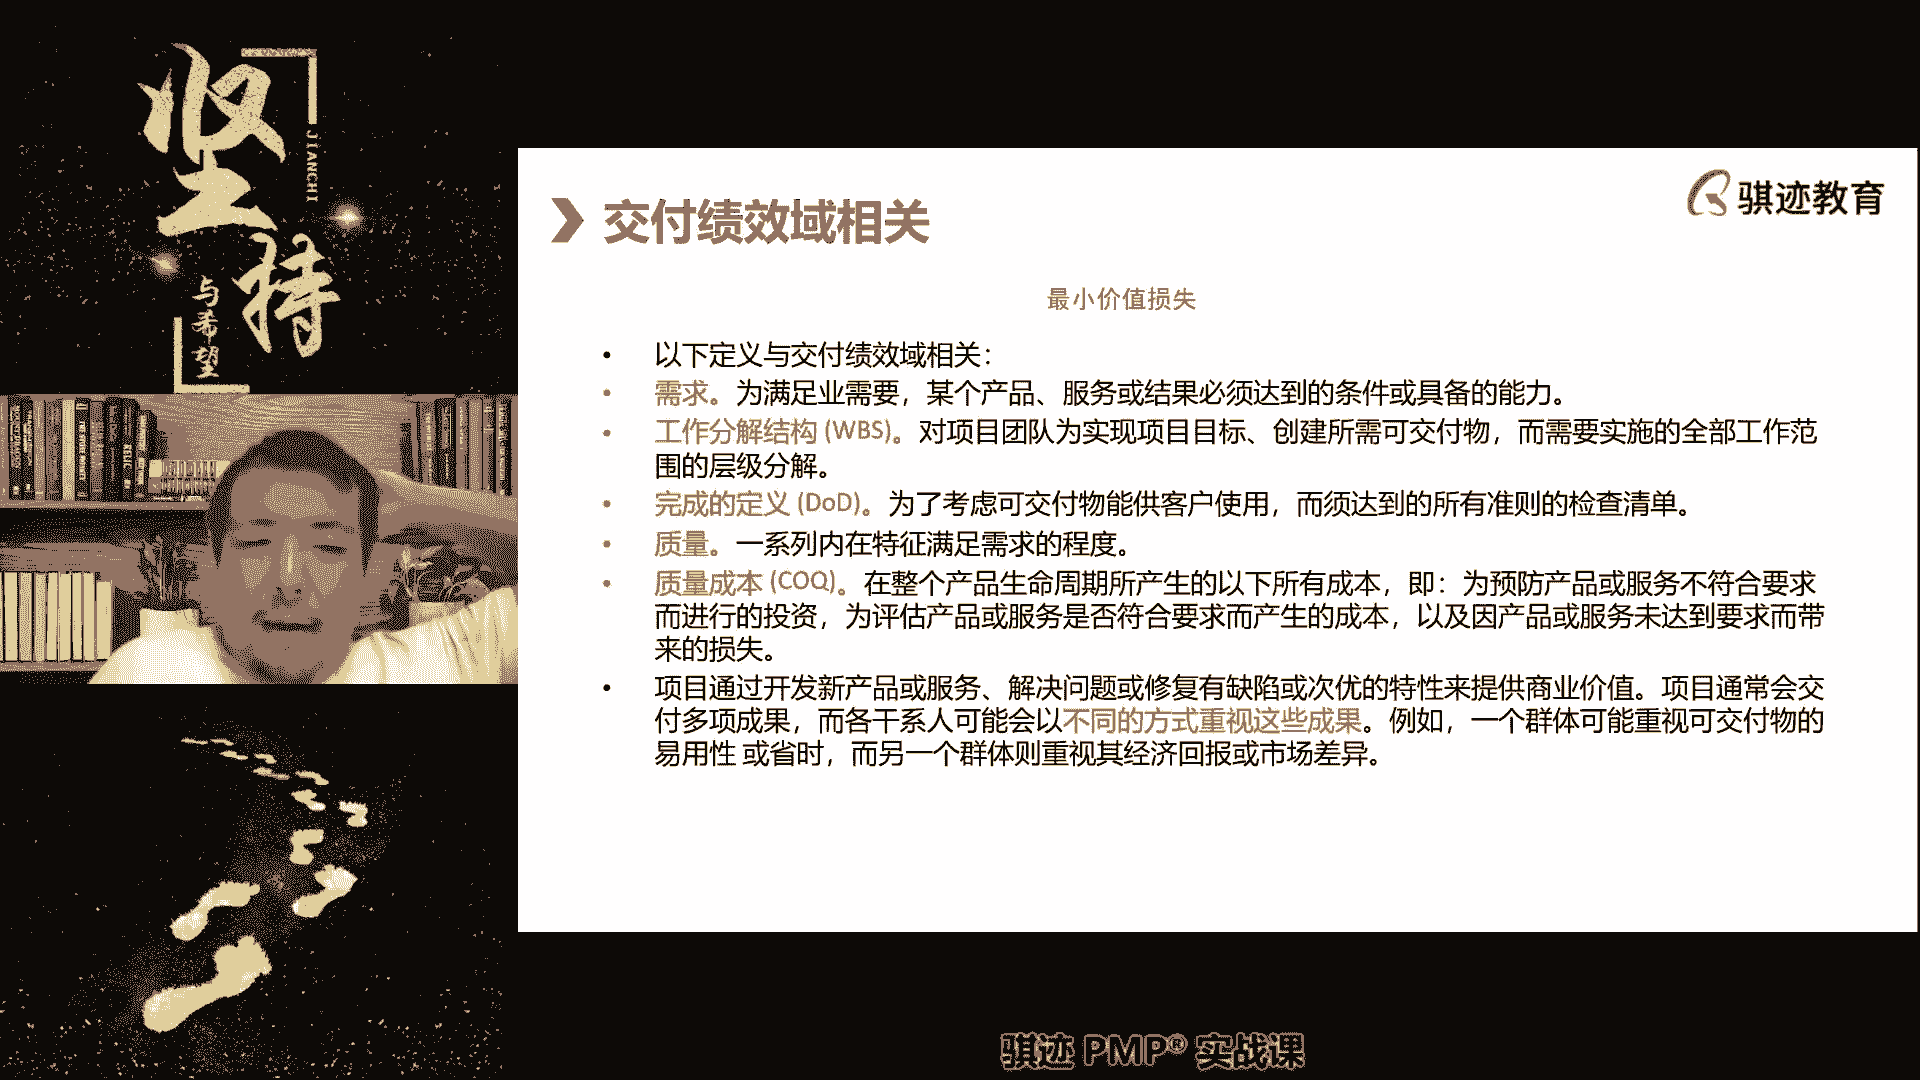 坚
JIANCHI
持
与希望
骐迹教育
交付绩效域相关
最小价值损失
• 以下定义与交付绩效域相关：
• 需求。为满足业需要，某个产品、服务或结果必须达到的条件或具备的能力。
• 工作分解结构 (WBS)。对项目团队为实现项目目标、创建所需可交付物，而需要实施的全部工作范
围的层级分解。
• 完成的定义 (DoD)。为了考虑可交付物能供客户使用，而须达到的所有准则的检查清单。
• 质量。一系列内在特征满足需求的程度。
• 质量成本 (COQ)。在整个产品生命周期所产生的以下所有成本，即：为预防产品或服务不符合要求
而进行的投资，为评估产品或服务是否符合要求而产生的成本，以及因产品或服务未达到要求而带
来的损失。
• 项目通过开发新产品或服务、解决问题或修复有缺陷或次优的特性来提供商业价值。项目通常会交
付多项成果，而各干系人可能会以不同的方式重视这些成果。例如，一个群体可能重视可交付物的
易用性 或省时，而另一个群体则重视其经济回报或市场差异。
骐迹 PMP® 实战课